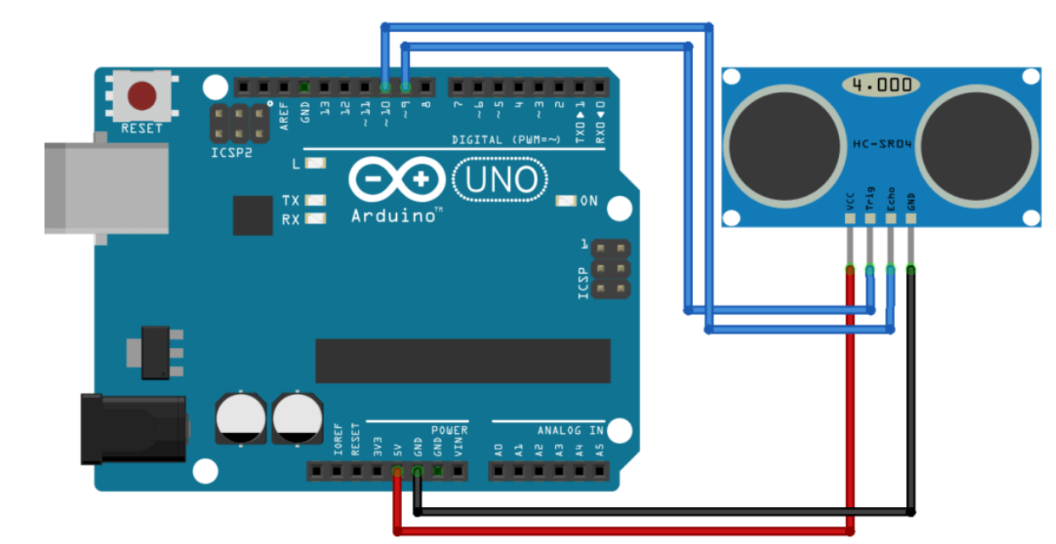 RESET
ICSP2
AREF
GND
13
12
~11
~10
~9
8
7
~6
~5
4
~3
2
TX0 ▶ 1
RX0 ◀ 0
DIGITAL (PWM=~)
L
TX
RX
UNO
Arduino™
ON
1
ICSP
IOREF
RESET
3V3
5V
GND
GND
VIN
POWER
ANALOG IN
A0
A1
A2
A3
A4
A5
4.000
HC-SR04
VCC
Trig
Echo
GND